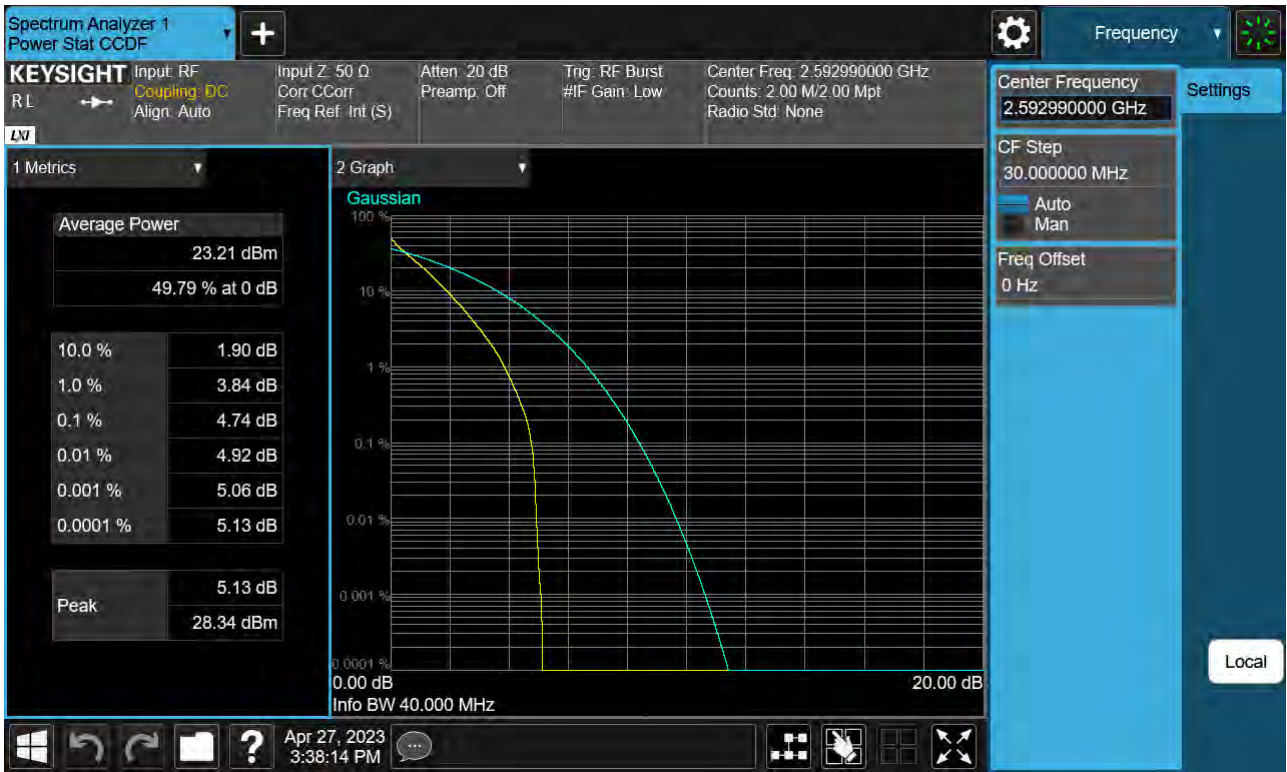 Spectrum Analyzer 1
Power Stat CCDF
+
Frequency
KEYSIGHT
RL
LXI
Input: RF
Coupling: DC
Align: Auto
Input Z: 50 Ω
Corr CCorr
Freq Ref: Int (S)
Atten: 20 dB
Preamp: Off
Trig: RF Burst
#IF Gain: Low
Center Freq: 2.592990000 GHz
Counts: 2.00 M/2.00 Mpt
Radio Std: None
1 Metrics
Average Power
23.21 dBm
49.79 % at 0 dB
10.0 % 1.90 dB
1.0 % 3.84 dB
0.1 % 4.74 dB
0.01 % 4.92 dB
0.001 % 5.06 dB
0.0001 % 5.13 dB
Peak
5.13 dB
28.34 dBm
2 Graph
Gaussian
100 %
10 %
1 %
0.1 %
0.01 %
0.001 %
0.0001 %
0.00 dB 20.00 dB
Info BW 40.000 MHz
Center Frequency
2.592990000 GHz
CF Step
30.000000 MHz
Auto
Man
Freq Offset
0 Hz
Settings
Local
?
Apr 27, 2023
3:38:14 PM